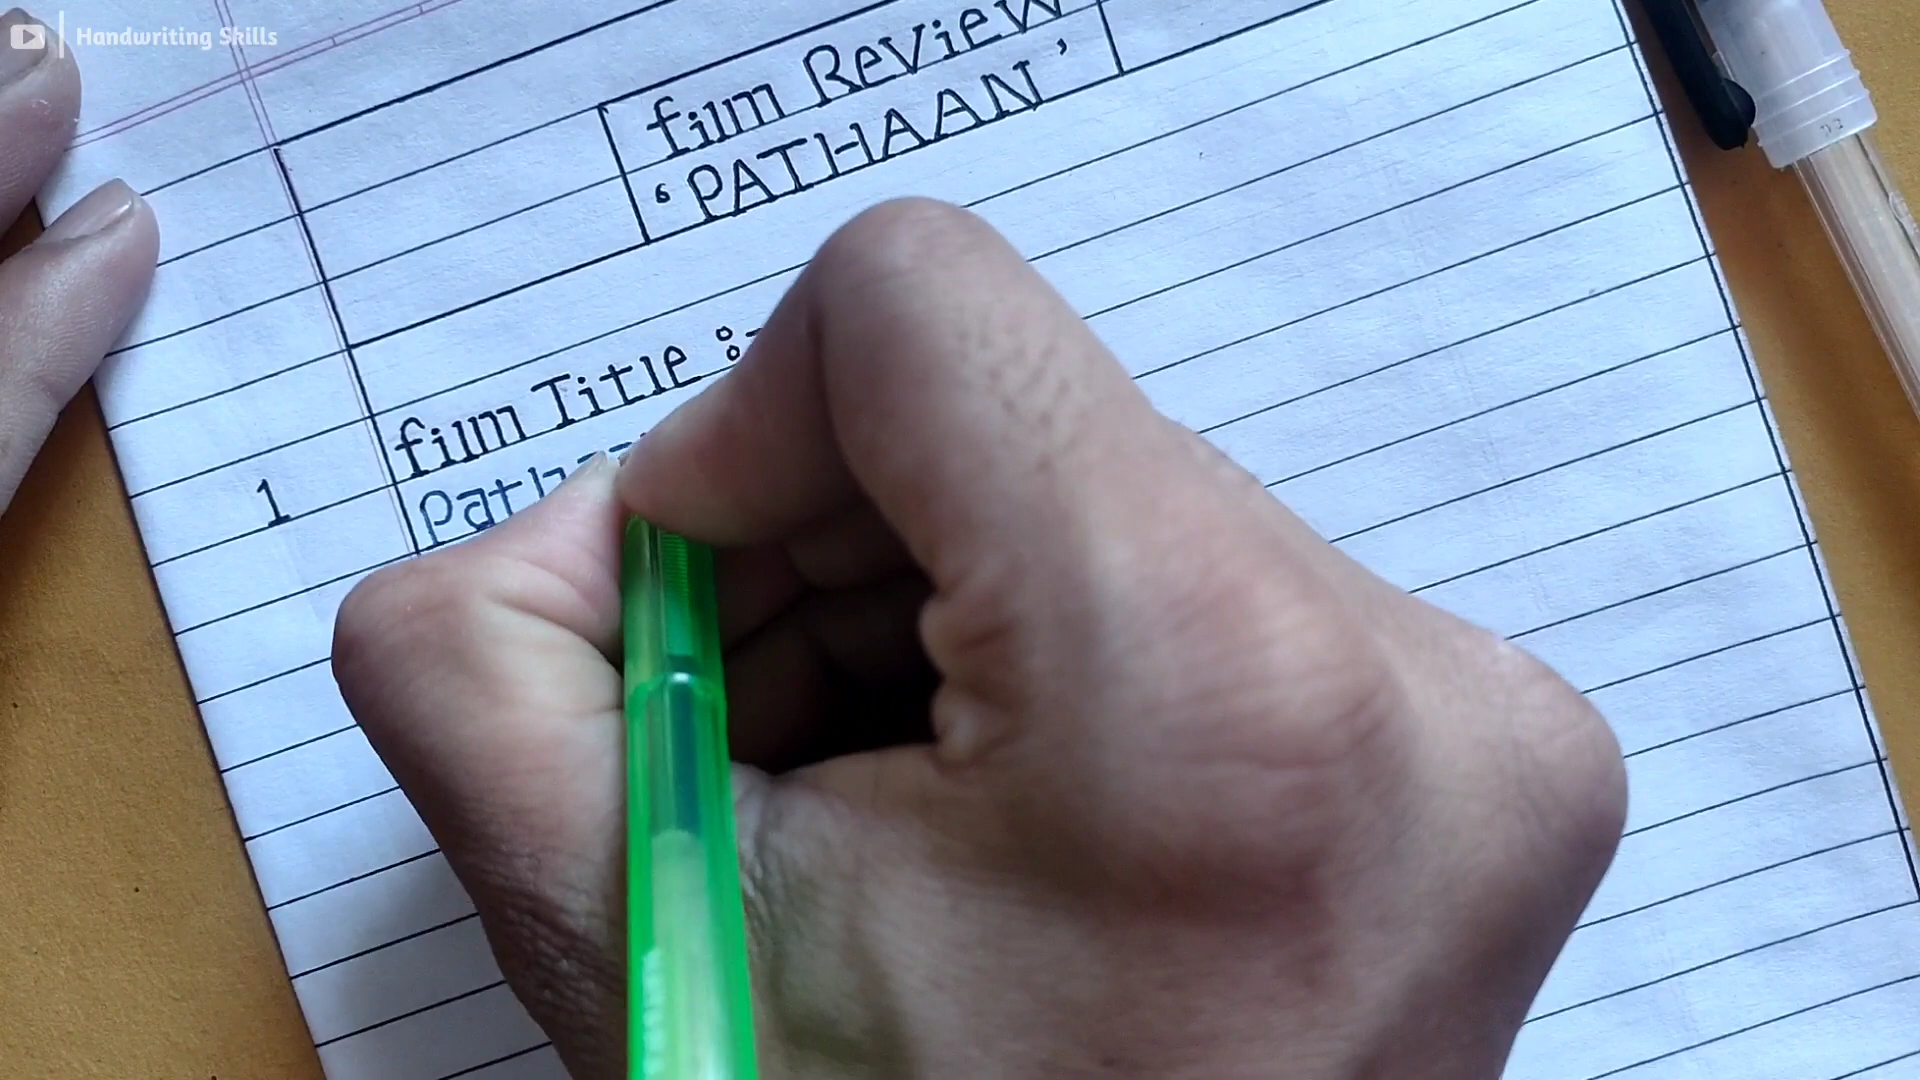 Handwriting Skills
film Review
‘PATHAAN’
film Title :-
1